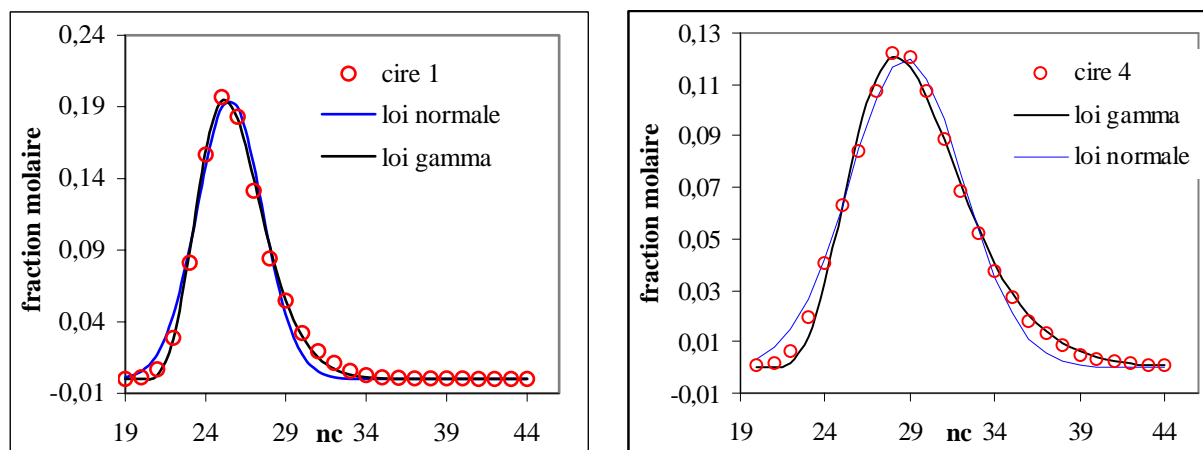 0,24
0,19
0,14
0,09
0,04
-0,01
fraction molaire
cire 1
loi normale
loi gamma
19 24 29 nc 34 39 44
0,13
0,11
0,09
0,07
0,05
0,03
0,01
-0,01
fraction molaire
cire 4
loi gamma
loi normale
19 24 nc 29 34 39 44